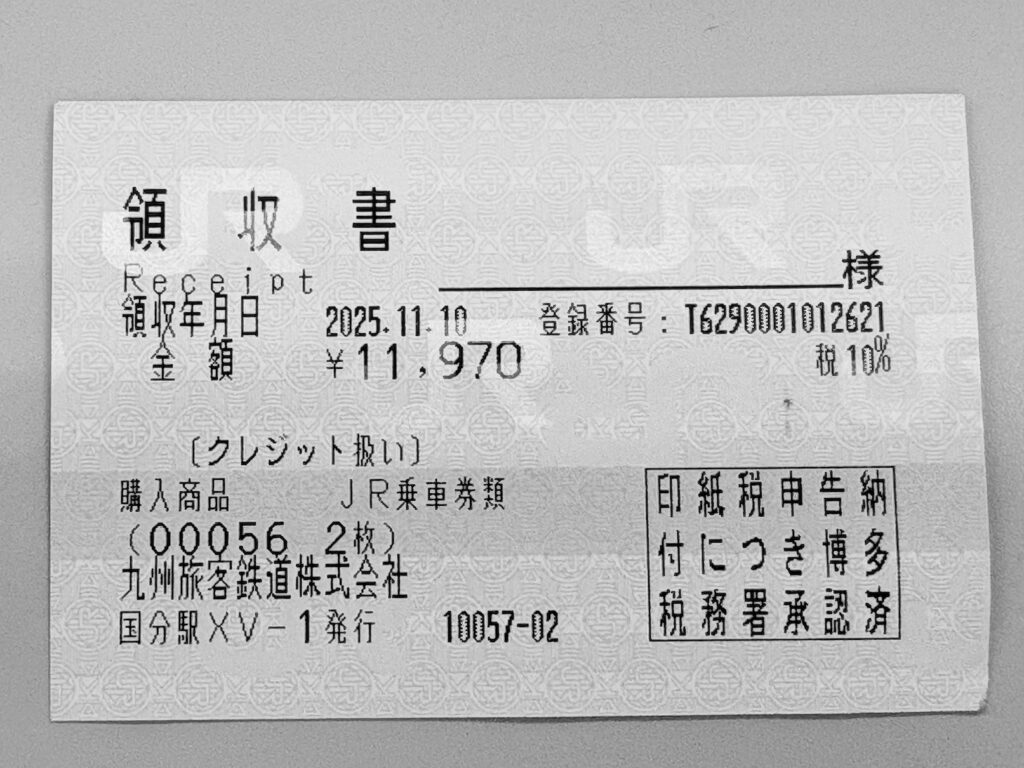 領収書
Receipt
様
領収年月日 2025.11.10 登録番号：T6290001012621
金額 ¥11,970 税10%
〔クレジット扱い〕
購入商品 JR乗車券類
(00056 2枚)
九州旅客鉄道株式会社
国分駅XV-1発行 10057-02
印紙税申告納
付につき博多
税務署承認済
JR
JR
JR